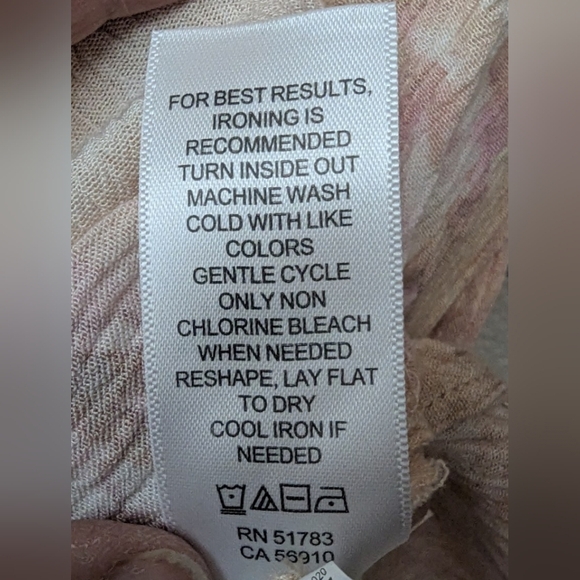 FOR BEST RESULTS,
IRONING IS
RECOMMENDED
TURN INSIDE OUT
MACHINE WASH
COLD WITH LIKE
COLORS
GENTLE CYCLE
ONLY NON
CHLORINE BLEACH
WHEN NEEDED
RESHAPE, LAY FLAT
TO DRY
COOL IRON IF
NEEDED
RN 51783
CA 56910